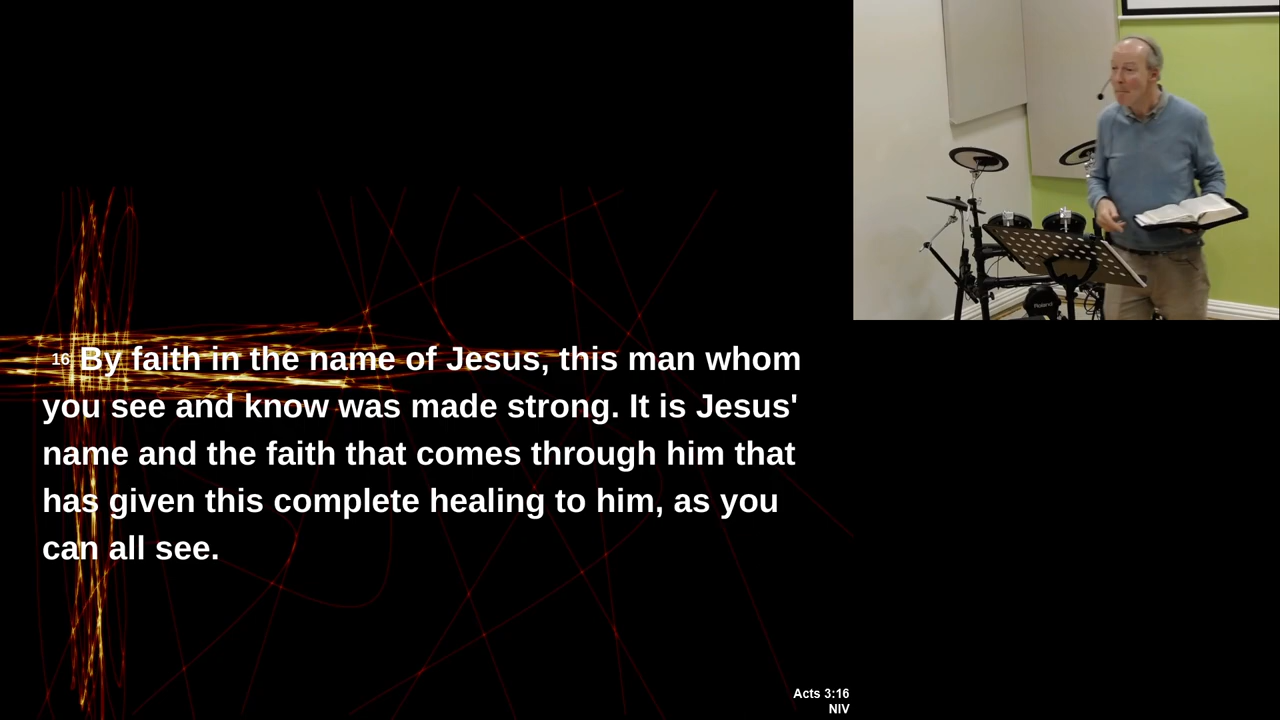 16 By faith in the name of Jesus, this man whom
you see and know was made strong. It is Jesus'
name and the faith that comes through him that
has given this complete healing to him, as you
can all see.
Acts 3:16
NIV
Roland